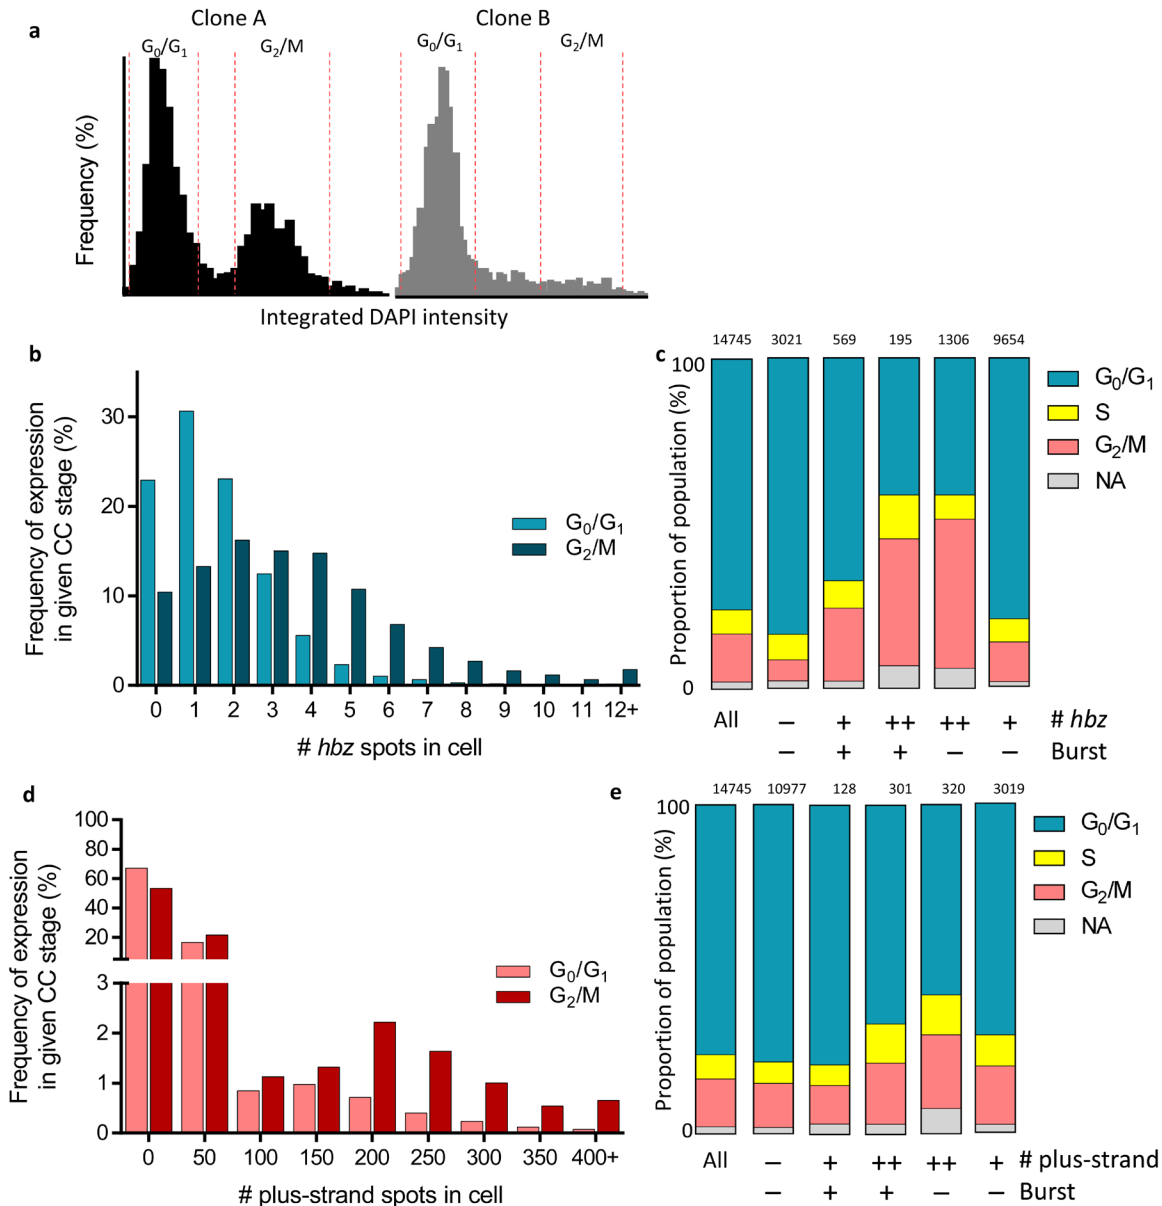 a
Clone A
Clone B
G0/G1
G2/M
G0/G1
G2/M
Frequency (%)
Integrated DAPI intensity
b
Frequency of expression
in given CC stage (%)
30
20
10
0
G0/G1
G2/M
0 1 2 3 4 5 6 7 8 9 10 11 12+
# hbz spots in cell
c
14745 3021 569 195 1306 9654
Proportion of population (%)
100
0
G0/G1
S
G2/M
NA
All – + ++ ++ + # hbz
– + + – – Burst
d
Frequency of expression
in given CC stage (%)
100
80
60
40
20
3
2
1
0
G0/G1
G2/M
0 50 100 150 200 250 300 350 400+
# plus-strand spots in cell
e
14745 10977 128 301 320 3019
Proportion of population (%)
100
0
G0/G1
S
G2/M
NA
All – + ++ ++ + # plus-strand
– + + – – Burst